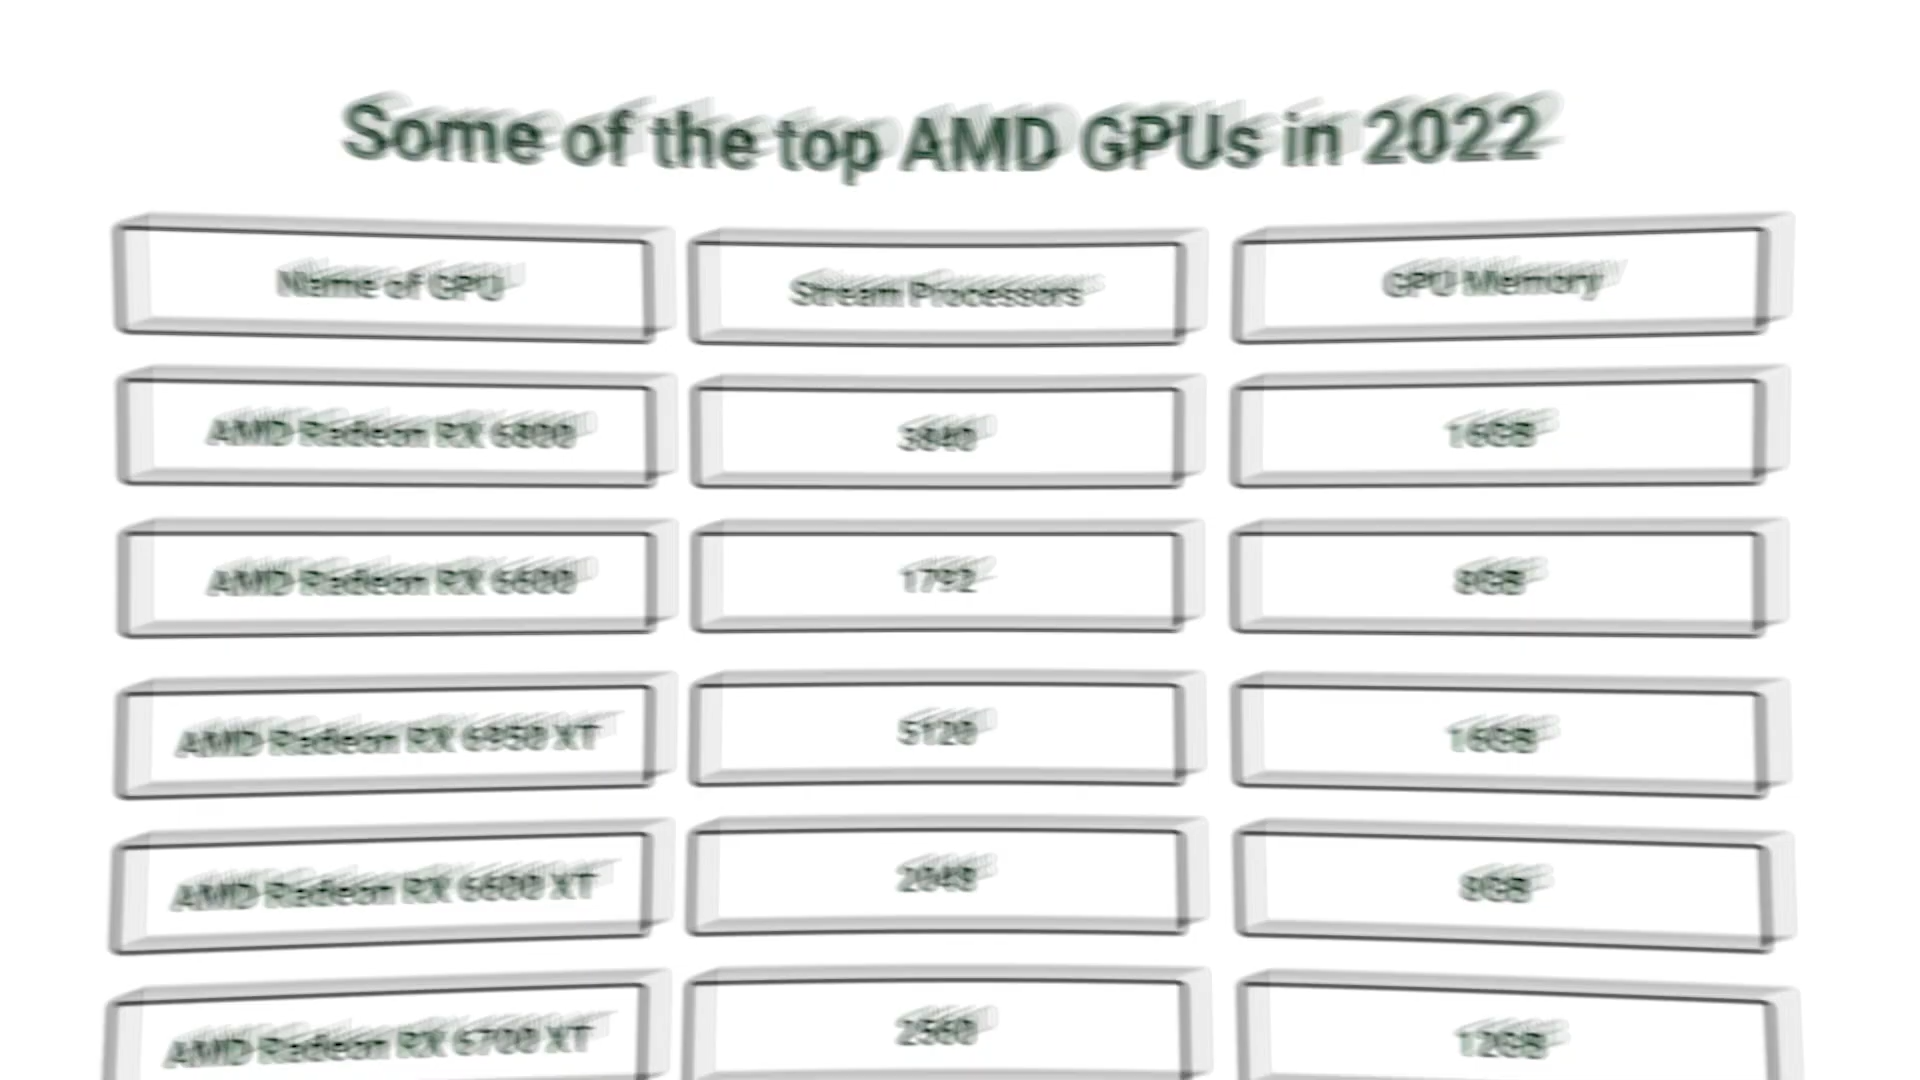 Some of the top AMD GPUs in 2022
Name of GPU Stream Processors GPU Memory
AMD Radeon RX 6800 3840 16GB
AMD Radeon RX 6600 1792 8GB
AMD Radeon RX 6950 XT 5120 16GB
AMD Radeon RX 6600 XT 2048 8GB
AMD Radeon RX 6700 XT 2560 12GB